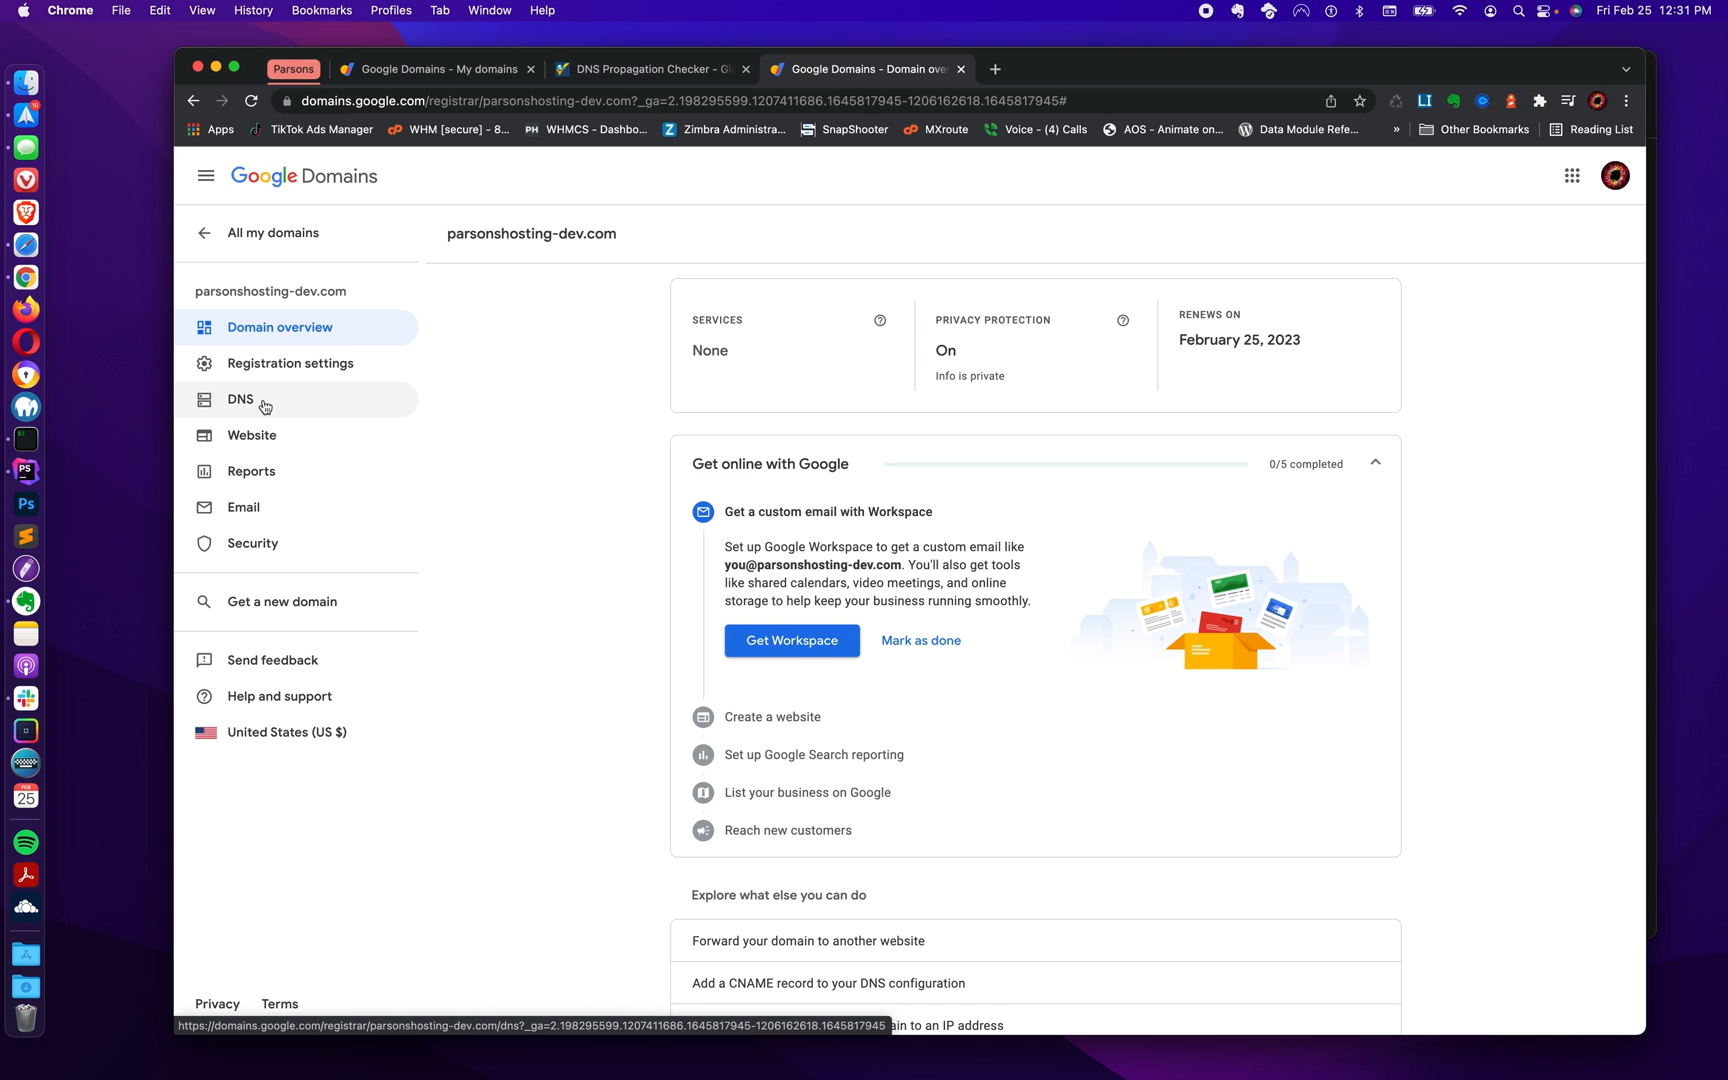 Chrome File Edit View History Bookmarks Profiles Tab Window Help Fri Feb 25 12:31 PM
Parsons Google Domains - My domains DNS Propagation Checker - Gl Google Domains - Domain ove
domains.google.com/registrar/parsonshosting-dev.com?_ga=2.198295599.1207411686.1645817945-1206162618.1645817945#
Apps TikTok Ads Manager WHM [secure] - 8... PH WHMCS - Dashbo... Zimbra Administra... SnapShooter MXroute Voice - (4) Calls AOS - Animate on... Data Module Refe... » Other Bookmarks Reading List
Google Domains
All my domains
parsonshosting-dev.com
parsonshosting-dev.com
Domain overview
Registration settings
DNS
Website
Reports
Email
Security
Get a new domain
Send feedback
Help and support
United States (US $)
Privacy Terms
SERVICES
None
PRIVACY PROTECTION
On
Info is private
RENEWS ON
February 25, 2023
Get online with Google 0/5 completed
Get a custom email with Workspace
Set up Google Workspace to get a custom email like
you@parsonshosting-dev.com. You'll also get tools
like shared calendars, video meetings, and online
storage to help keep your business running smoothly.
Get Workspace Mark as done
Create a website
Set up Google Search reporting
List your business on Google
Reach new customers
Explore what else you can do
Forward your domain to another website
Add a CNAME record to your DNS configuration
ain to an IP address
https://domains.google.com/registrar/parsonshosting-dev.com/dns?_ga=2.198295599.1207411686.1645817945-1206162618.1645817945
10
PS
Ps
FEB
25
LI